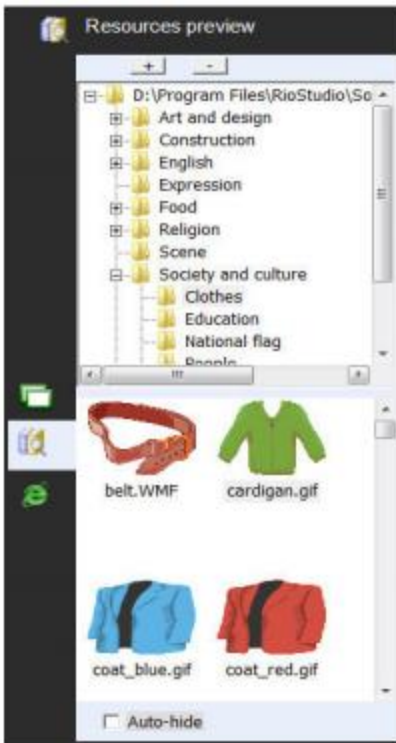 Resources preview
+ -
D:\Program Files\RioStudio\So
Art and design
Construction
English
Expression
Food
Religion
Scene
Society and culture
Clothes
Education
National flag
People
belt.WMF cardigan.gif
coat_blue.gif coat_red.gif
Auto-hide